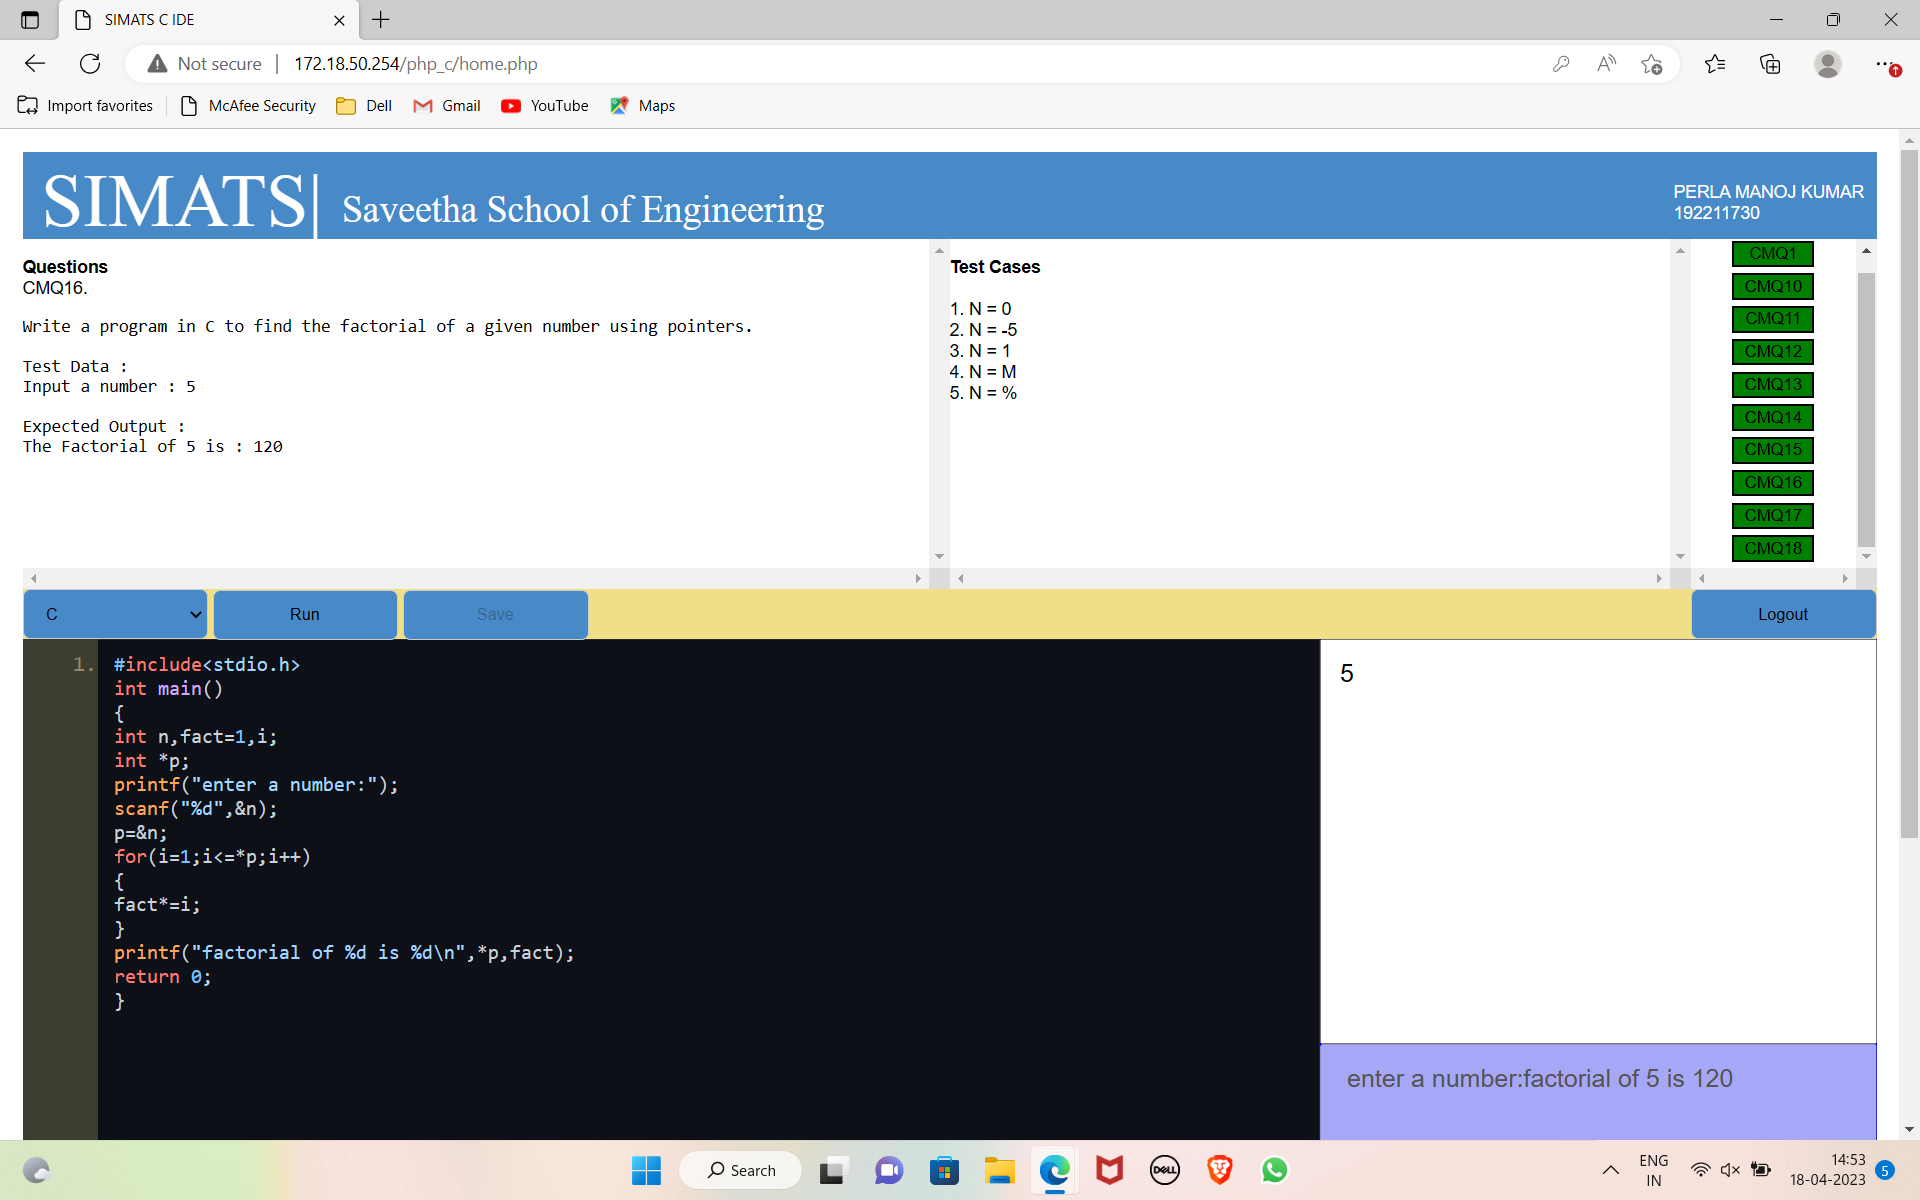 SIMATS C IDE
Not secure
172.18.50.254/php_c/home.php
Import favorites
McAfee Security
Dell
Gmail
YouTube
Maps
SIMATS| Saveetha School of Engineering
PERLA MANOJ KUMAR
192211730
Questions
CMQ16.
Write a program in C to find the factorial of a given number using pointers.
Test Data :
Input a number : 5
Expected Output :
The Factorial of 5 is : 120
Test Cases
1. N = 0
2. N = -5
3. N = 1
4. N = M
5. N = %
CMQ1
CMQ10
CMQ11
CMQ12
CMQ13
CMQ14
CMQ15
CMQ16
CMQ17
CMQ18
C
Run
Save
Logout
1. #include<stdio.h>
int main()
{
int n,fact=1,i;
int *p;
printf("enter a number:");
scanf("%d",&n);
p=&n;
for(i=1;i<=*p;i++)
{
fact*=i;
}
printf("factorial of %d is %d\n",*p,fact);
return 0;
}
5
enter a number:factorial of 5 is 120
Search
DELL
ENG
IN
14:53
18-04-2023
5